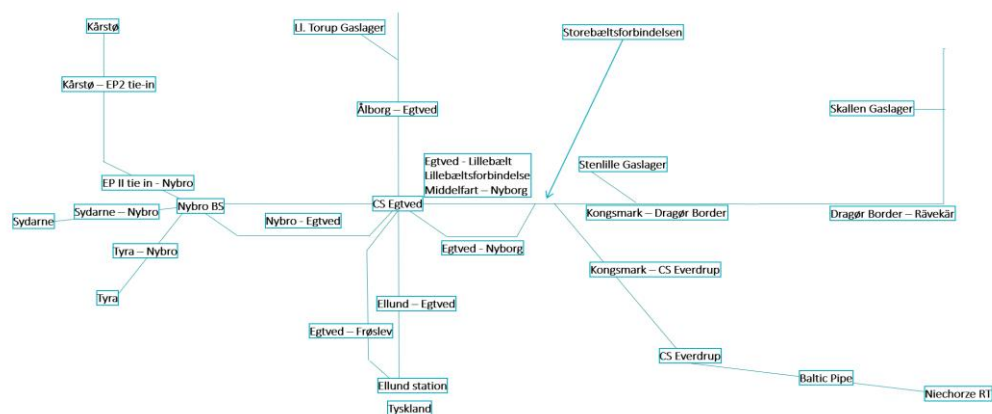 Kårstø
Ll. Torup Gaslager
Storebæltsforbindelsen
Kårstø – EP2 tie-in
Ålborg – Egtved
Skallen Gaslager
Egtved - Lillebælt
Lillebæltsforbindelse
Middelfart – Nyborg
Stenlille Gaslager
EP II tie in - Nybro
Nybro BS
CS Egtved
Sydarne – Nybro
Sydarne
Kongsmark – Dragør Border
Dragør Border – Rävekär
Nybro - Egtved
Egtved - Nyborg
Tyra – Nybro
Kongsmark – CS Everdrup
Tyra
Ellund – Egtved
Egtved – Frøslev
CS Everdrup
Ellund station
Baltic Pipe
Niechorze RT
Tyskland